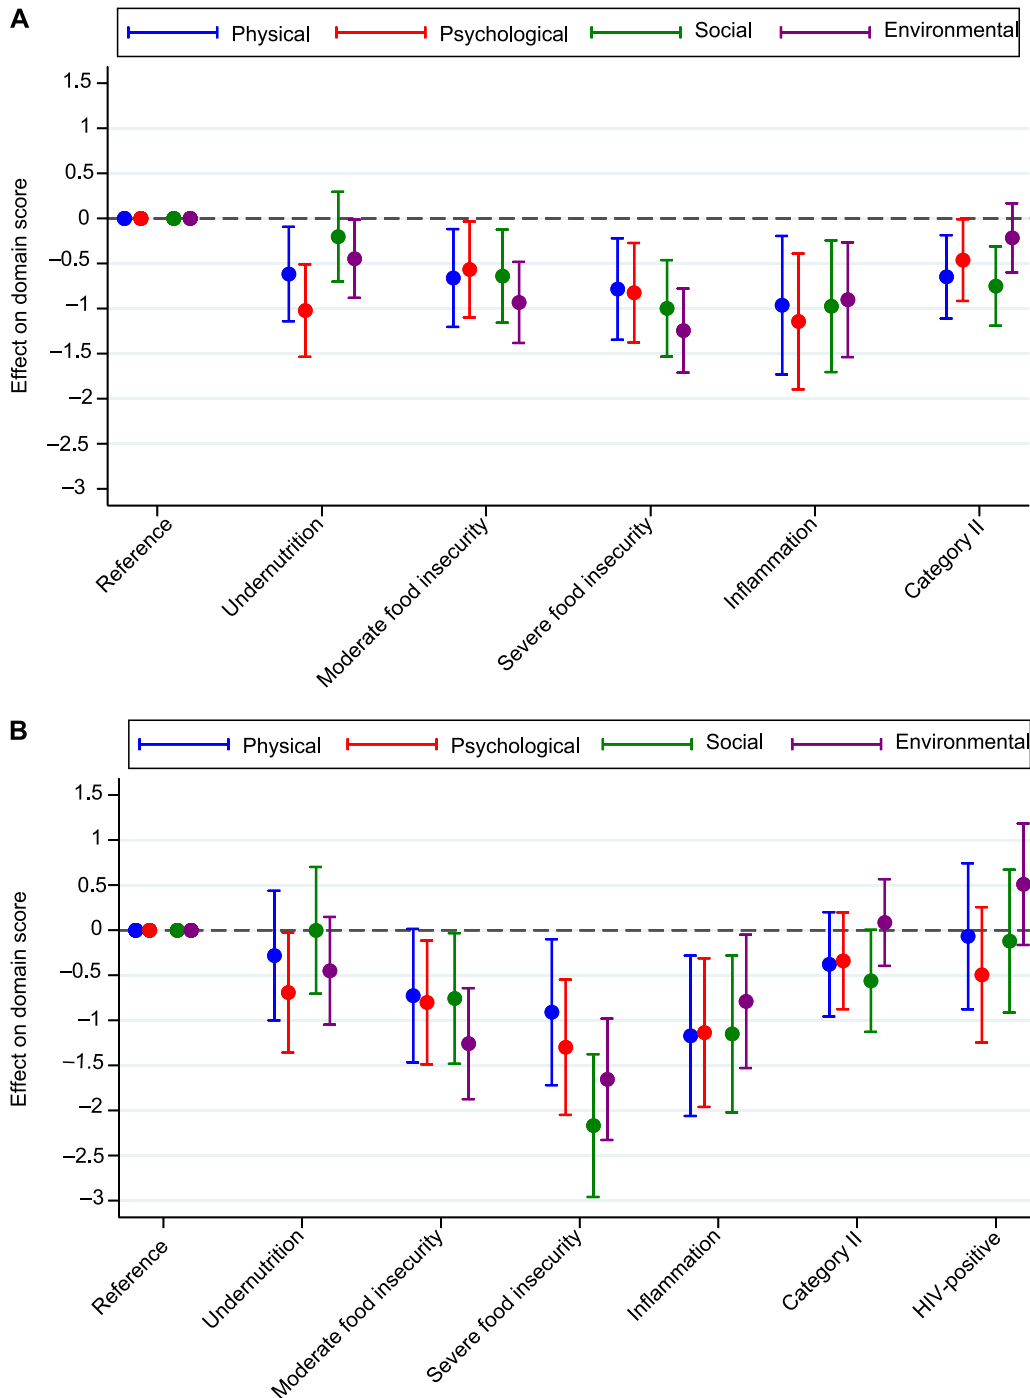 A
Physical Psychological Social Environmental
1.5
1
0.5
0
–0.5
–1
–1.5
–2
–2.5
–3
Effect on domain score
Reference
Undernutrition
Moderate food insecurity
Severe food insecurity
Inflammation
Category II
B
Physical Psychological Social Environmental
1.5
1
0.5
0
–0.5
–1
–1.5
–2
–2.5
–3
Effect on domain score
Reference
Undernutrition
Moderate food insecurity
Severe food insecurity
Inflammation
Category II
HIV-positive